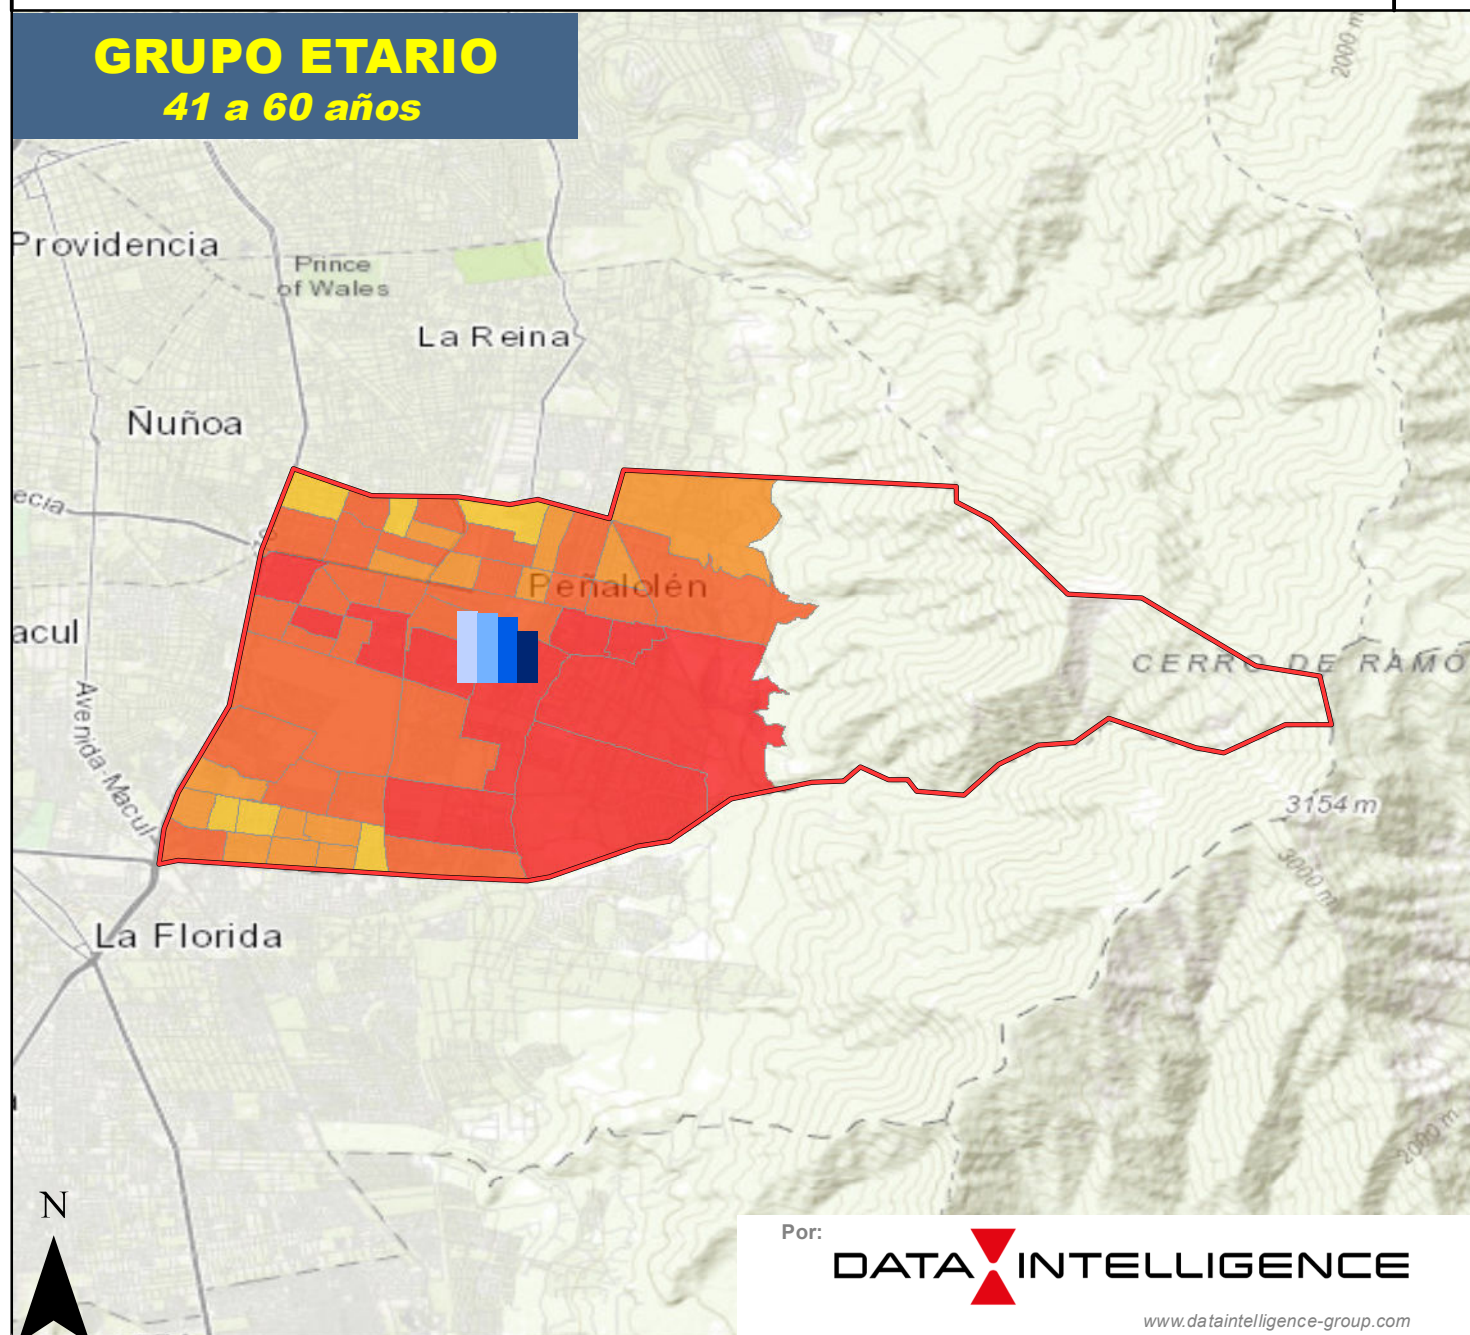 GRUPO ETARIO
41 a 60 años
2000 m
Providencia
Prince
of Wales
La Reina
Ñuñoa
ecia
Peñalolén
acul
CERRO DE RAMÓ
Avenida Macul
3154 m
3000 m
La Florida
2000 m
N
Por:
DATA INTELLIGENCE
www.dataintelligence-group.com